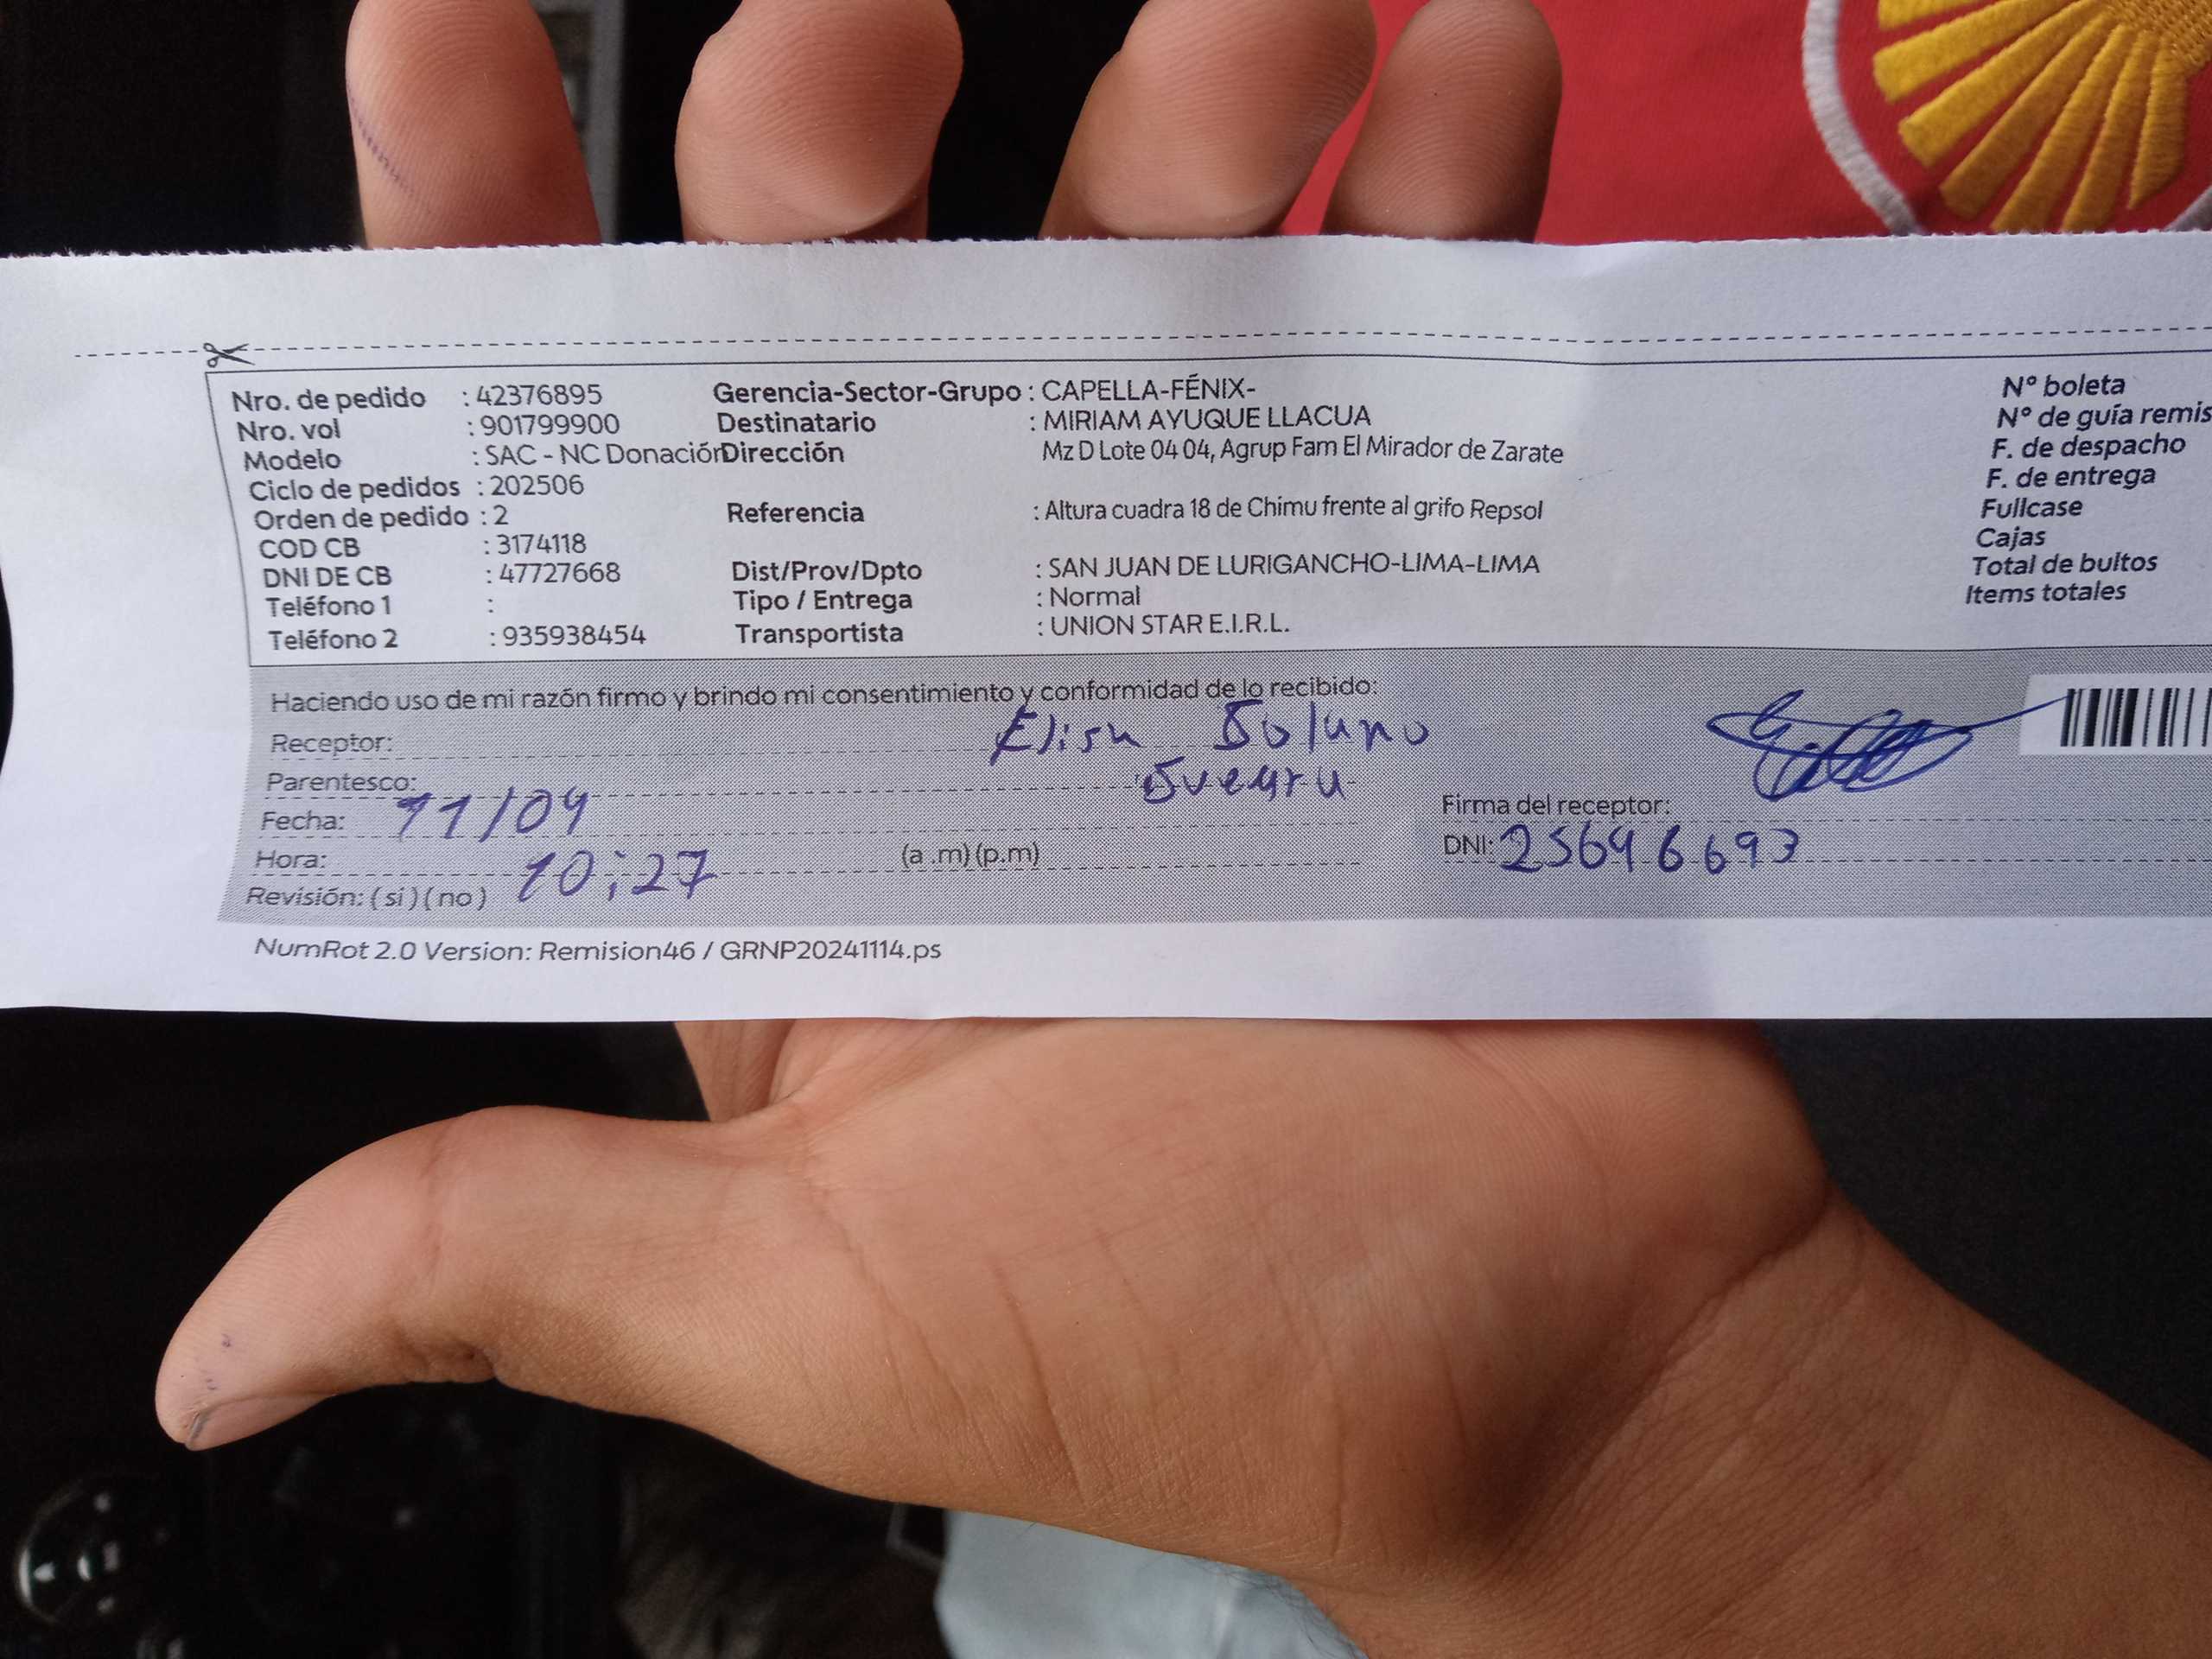 Nro. de pedido : 42376895 Gerencia-Sector-Grupo : CAPELLA-FÉNIX- N° boleta
Nro. vol : 901799900 Destinatario : MIRIAM AYUQUE LLACUA N° de guía remis
Modelo : SAC - NC Donación Dirección Mz D Lote 04 04, Agrup Fam El Mirador de Zarate F. de despacho
Ciclo de pedidos : 202506 F. de entrega
Orden de pedido : 2 Referencia : Altura cuadra 18 de Chimu frente al grifo Repsol Fullcase
COD CB : 3174118 Cajas
DNI DE CB : 47727668 Dist/Prov/Dpto : SAN JUAN DE LURIGANCHO-LIMA-LIMA Total de bultos
Teléfono 1 : Tipo / Entrega : Normal Items totales
Teléfono 2 : 935938454 Transportista : UNION STAR E.I.R.L.
Haciendo uso de mi razón firmo y brindo mi consentimiento y conformidad de lo recibido:
Receptor: Elisa Solano
Parentesco: Suegra
Fecha: 11/04 Firma del receptor:
Hora: 10:27 (a .m) (p.m) DNI: 25646693
Revisión: ( si ) ( no )
NumRot 2.0 Version: Remision46 / GRNP20241114.ps